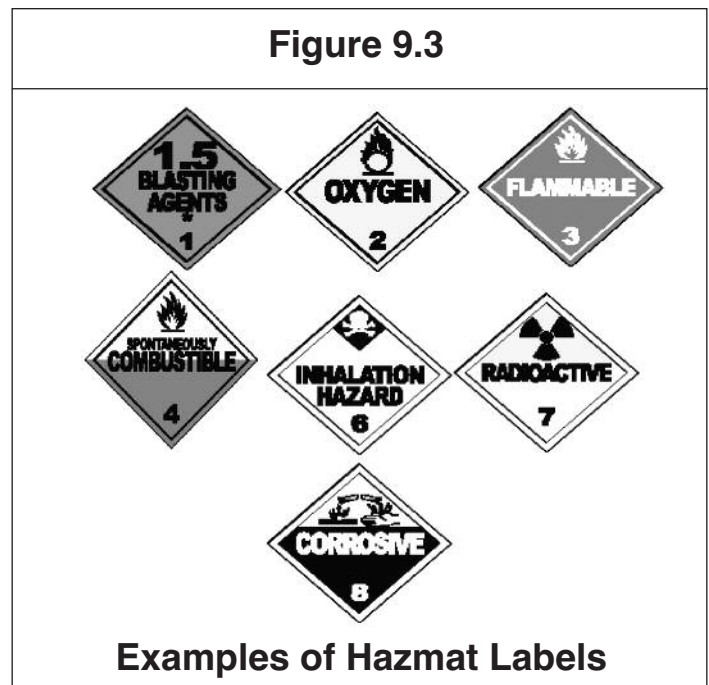 Figure 9.3
1.5
BLASTING
AGENTS
*
1
OXYGEN
2
FLAMMABLE
3
SPONTANEOUSLY
COMBUSTIBLE
4
INHALATION
HAZARD
6
RADIOACTIVE
7
CORROSIVE
8
Examples of Hazmat Labels